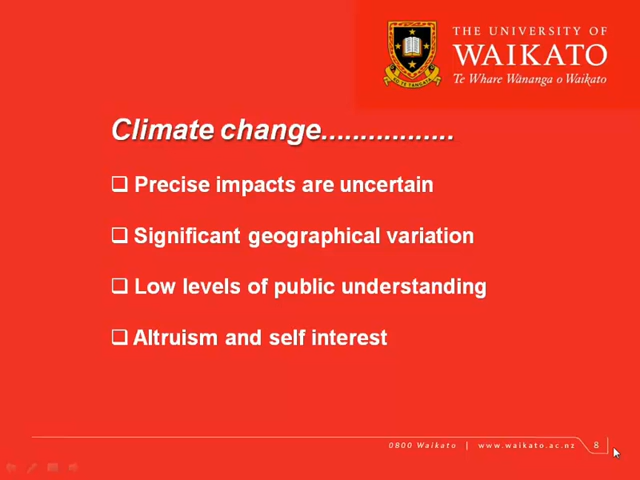 THE UNIVERSITY OF
WAIKATO
Te Whare Wānanga o Waikato
Climate change.................
Precise impacts are uncertain
Significant geographical variation
Low levels of public understanding
Altruism and self interest
0800 Waikato | www.waikato.ac.nz 8